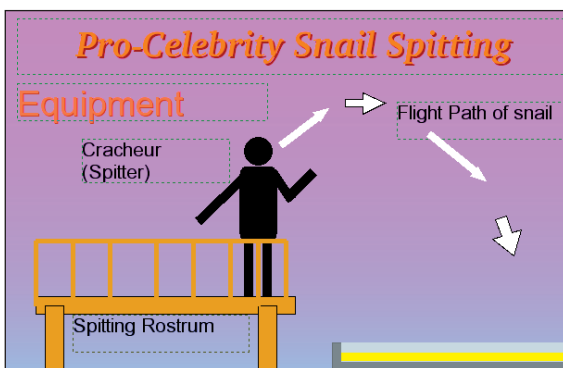 Pro-Celebrity Snail Spitting
Equipment
Flight Path of snail
Cracheur
(Spitter)
Spitting Rostrum